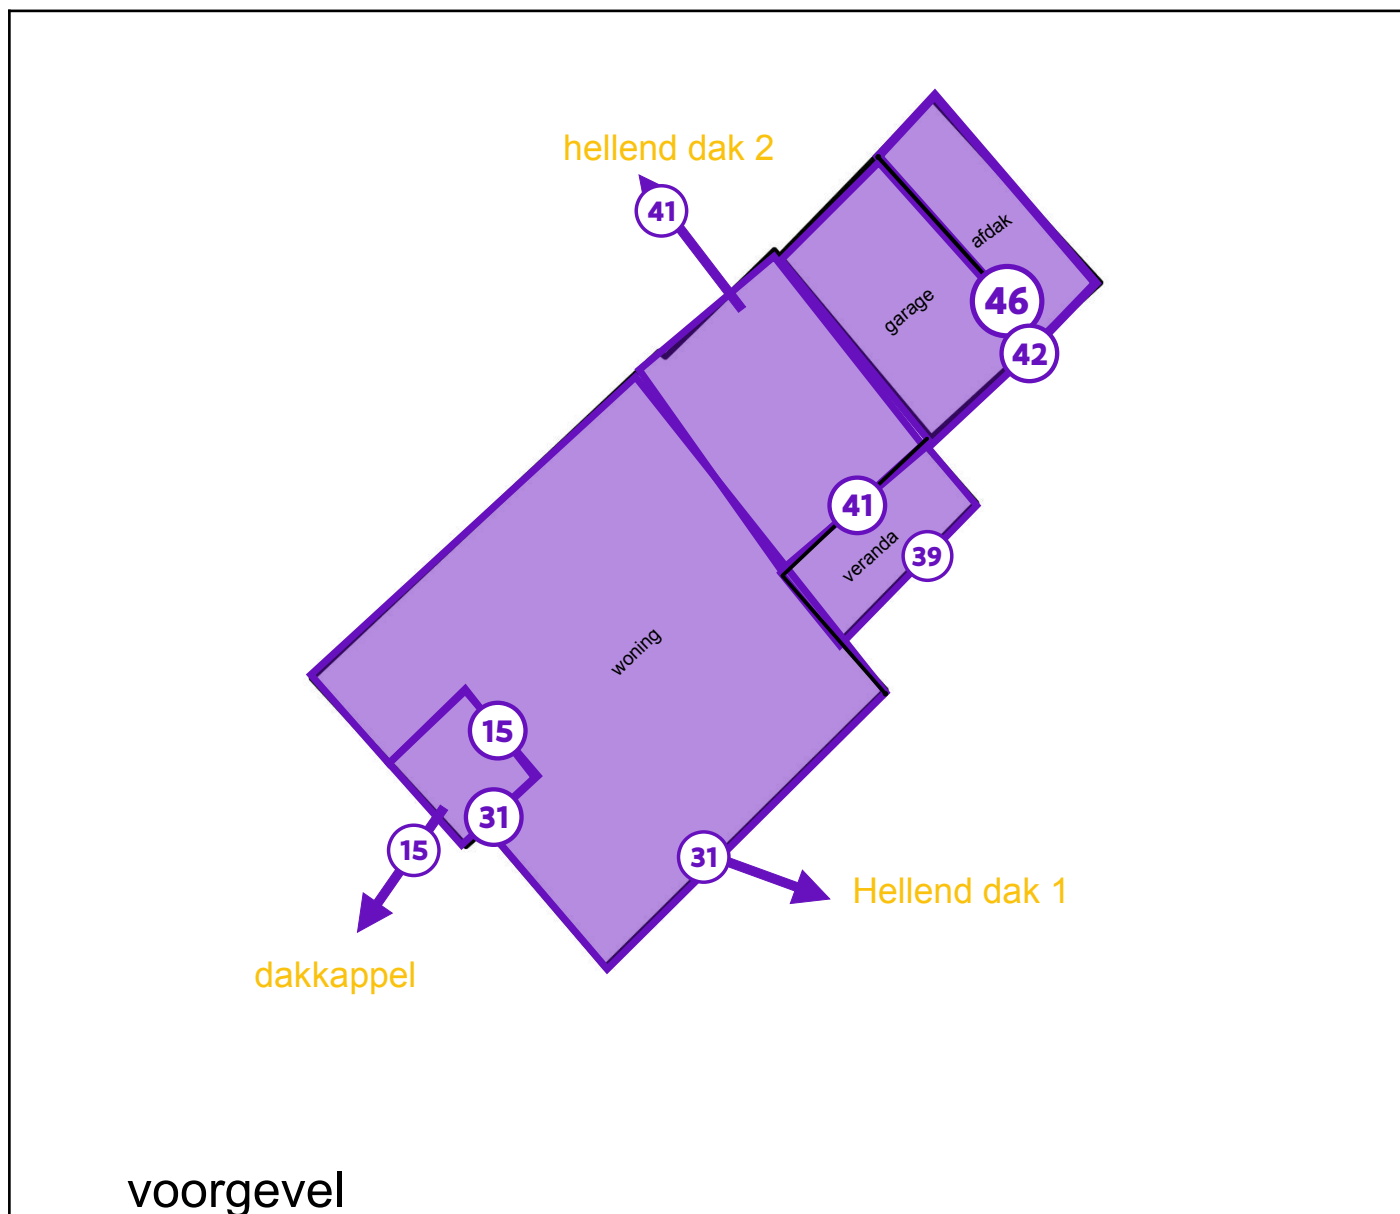 hellend dak 2
41
afdak
garage
46
42
41
veranda
39
woning
15
31
15
31
Hellend dak 1
dakkappel
voorgevel